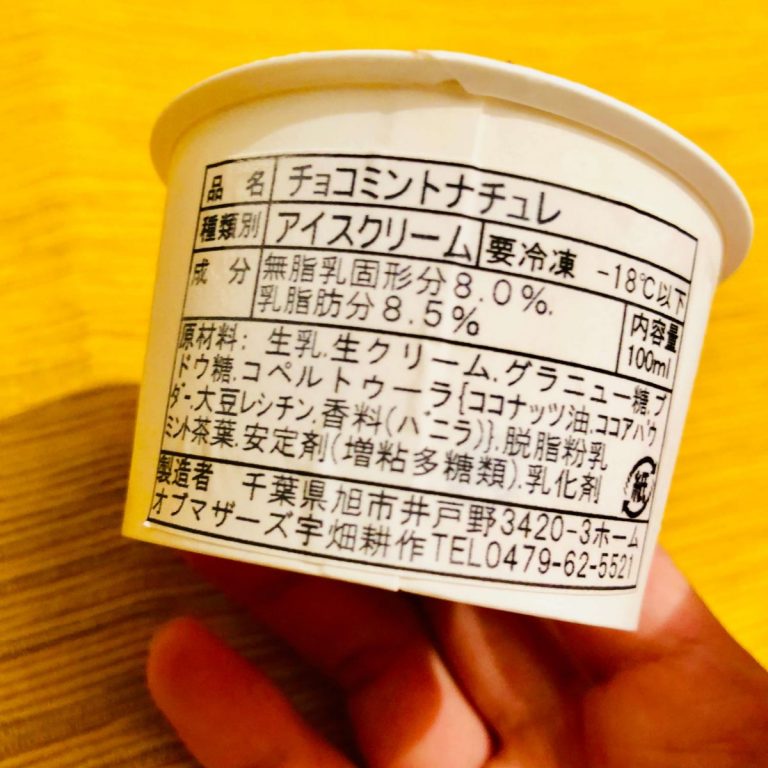 品名 チョコミントナチュレ
種類別 アイスクリーム 要冷凍 -18℃以下
成分 無脂乳固形分8.0%.
乳脂肪分8.5%
内容量
100ml
原材料: 生乳.生クリーム.グラニュー糖.ブ
ドウ糖.コペルトゥーラ{ココナッツ油.ココアパウ
ダー.大豆レシチン.香料(バニラ)}.脱脂粉乳
ミント茶葉.安定剤(増粘多糖類).乳化剤
紙
製造者 千葉県旭市井戸野3420-3ホーム
オブマザーズ宇畑耕作TEL0479-62-5521